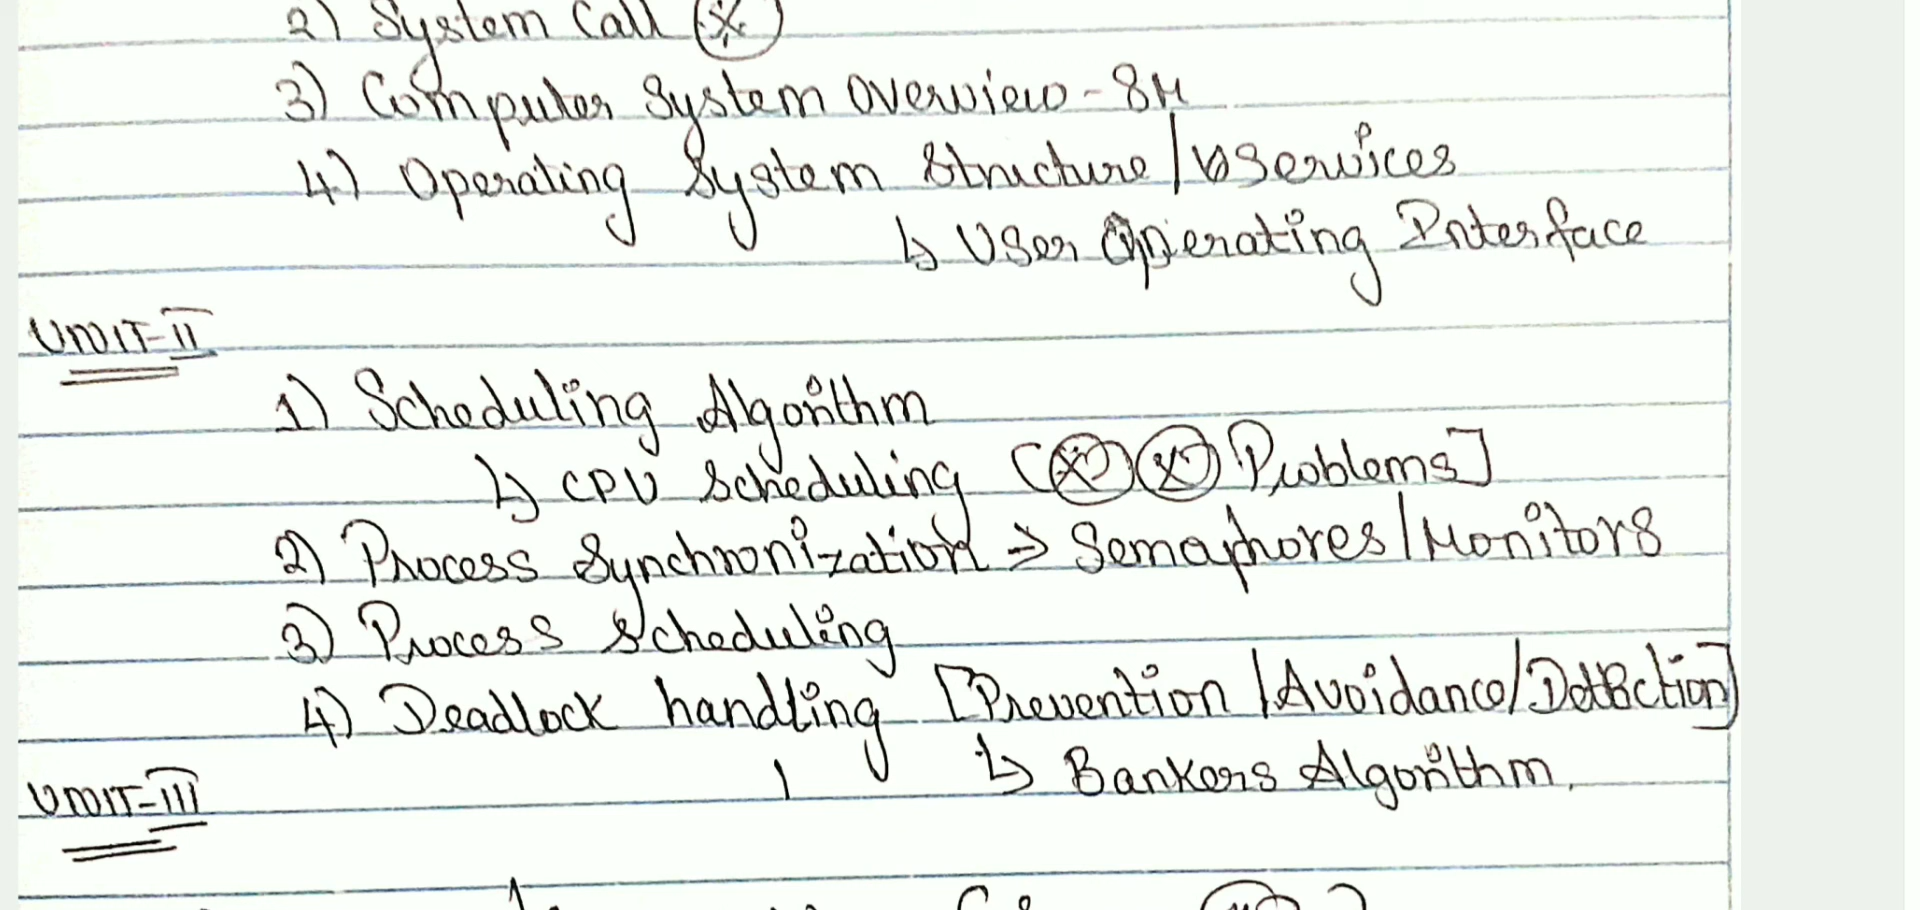 2) System Call
3) Computer System Overview - 8M
4) Operating System Structure / Services
↳ User Operating Interface
UNIT-II
1) Scheduling Algorithm
↳ CPU Scheduling [Problems]
2) Process Synchronization ⇒ Semaphores / Monitors
3) Process Scheduling
4) Deadlock handling [Prevention / Avoidance / Detection]
↳ Bankers Algorithm.
UNIT-III